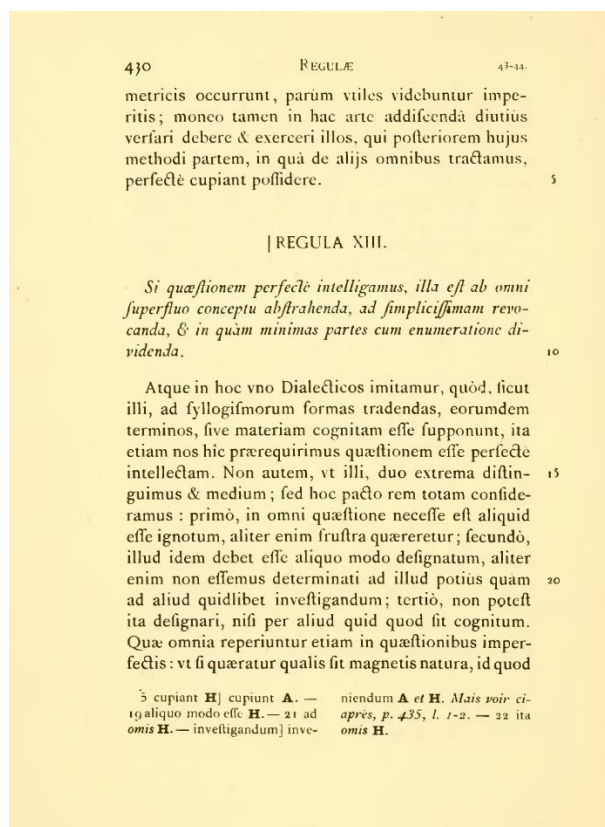 430 REGULÆ 43-44.
metricis occurrunt, parùm vtiles videbuntur impe-
ritis; moneo tamen in hac arte addiſcendâ diutiùs
verſari debere & exerceri illos, qui poſteriorem hujus
methodi partem, in quâ de alijs omnibus tractamus,
perfectè cupiant poſſidere. 5
| REGULA XIII.
Si quæſtionem perfectè intelligamus, illa eſt ab omni
ſuperfluo conceptu abſtrahenda, ad ſimpliciſſimam revo-
canda, & in quàm minimas partes cum enumeratione di-
videnda. 10
Atque in hoc vno Dialecticos imitamur, quòd, ſicut
illi, ad ſyllogiſmorum formas tradendas, eorumdem
terminos, ſive materiam cognitam eſſe ſupponunt, ita
etiam nos hîc prærequirimus quæſtionem eſſe perfectè
intellectam. Non autem, vt illi, duo extrema diſtin- 15
guimus & medium; ſed hoc pacto rem totam conſide-
ramus : primò, in omni quæſtione neceſſe eſt aliquid
eſſe ignotum, aliter enim fruſtra quæreretur; ſecundò,
illud idem debet eſſe aliquo modo deſignatum, aliter
enim non eſſemus determinati ad illud potiùs quàm 20
ad aliud quidlibet inveſtigandum; tertiò, non poteſt
ita deſignari, niſi per aliud quid quod ſit cognitum.
Quæ omnia reperiuntur etiam in quæſtionibus imper-
fectis : vt ſi quæratur qualis ſit magnetis natura, id quod
5 cupiant H] cupiunt A. —
19 aliquo modo eſſe H. — 21 ad
omis H. — inveſtigandum] inve-
niendum A et H. Mais voir ci-
après, p. 435, l. 1-2. — 22 ita
omis H.